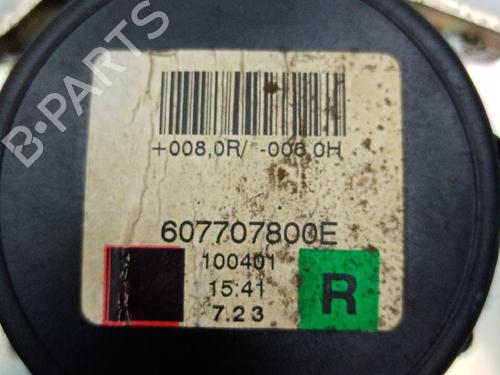 +008,0R/ -006,0H
607707800E
100401
15:41
7.23
R
B-PARTS